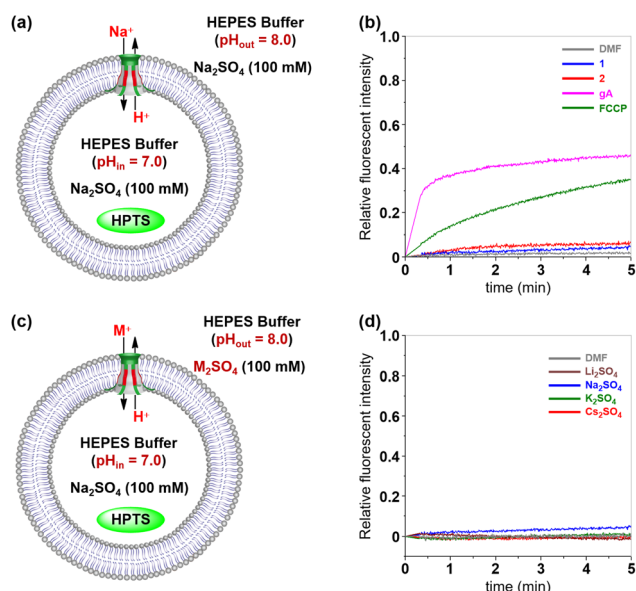 (a)
Na⁺
HEPES Buffer
(pHout = 8.0)
Na₂SO₄ (100 mM)
H⁺
HEPES Buffer
(pHin = 7.0)
Na₂SO₄ (100 mM)
HPTS
(b)
Relative fluorescent intensity
1.0
0.8
0.6
0.4
0.2
0
DMF
1
2
gA
FCCP
0 1 2 3 4 5
time (min)
(c)
M⁺
HEPES Buffer
(pHout = 8.0)
M₂SO₄ (100 mM)
H⁺
HEPES Buffer
(pHin = 7.0)
Na₂SO₄ (100 mM)
HPTS
(d)
Relative fluorescent intensity
1.0
0.8
0.6
0.4
0.2
0
DMF
Li₂SO₄
Na₂SO₄
K₂SO₄
Cs₂SO₄
0 1 2 3 4 5
time (min)